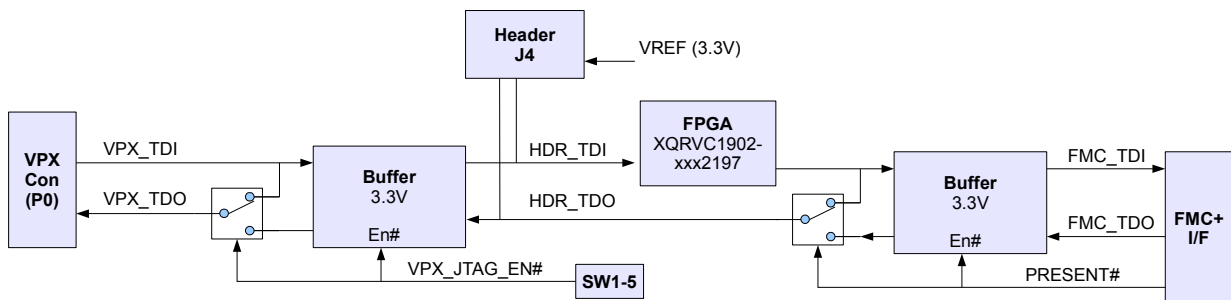 Header
J4
VREF (3.3V)
VPX
Con
(P0)
VPX_TDI
VPX_TDO
Buffer
3.3V
En#
HDR_TDI
HDR_TDO
FPGA
XQRVC1902-
xxx2197
Buffer
3.3V
En#
FMC_TDI
FMC_TDO
FMC+
I/F
VPX_JTAG_EN#
SW1-5
PRESENT#